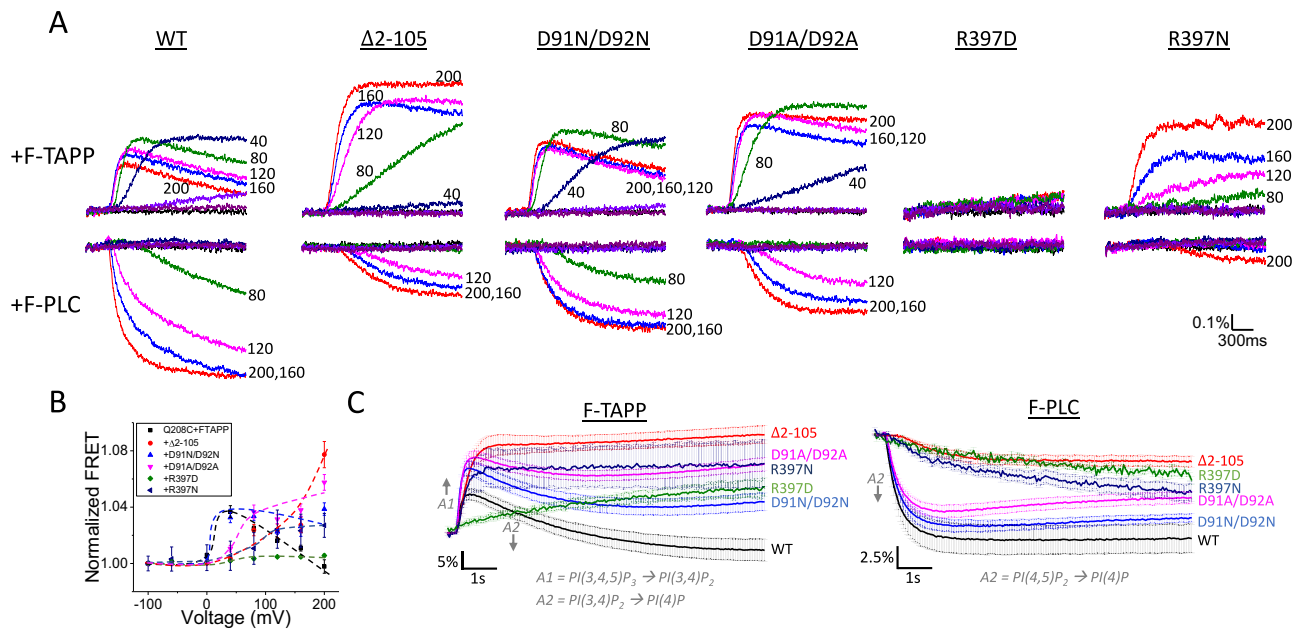 A
WT Δ2-105 D91N/D92N D91A/D92A R397D R397N
+F-TAPP
40
80
120
160
200
200
160
120
80
40
80
40
200,160,120
200
160,120
80
40
200
160
120
80
+F-PLC
80
120
200,160
120
200,160
80
120
200,160
120
200,160
200
0.1%
300ms
B
Normalized FRET
1.08
1.04
1.00
-100 0 100 200
Voltage (mV)
Q208C+FTAPP
+Δ2-105
+D91N/D92N
+D91A/D92A
+R397D
+R397N
C
F-TAPP
Δ2-105
D91A/D92A
R397N
R397D
D91N/D92N
WT
A1
A2
5%
1s
A1 = PI(3,4,5)P3 → PI(3,4)P2
A2 = PI(3,4)P2 → PI(4)P
F-PLC
Δ2-105
R397D
R397N
D91A/D92A
D91N/D92N
WT
A2
2.5%
1s
A2 = PI(4,5)P2 → PI(4)P